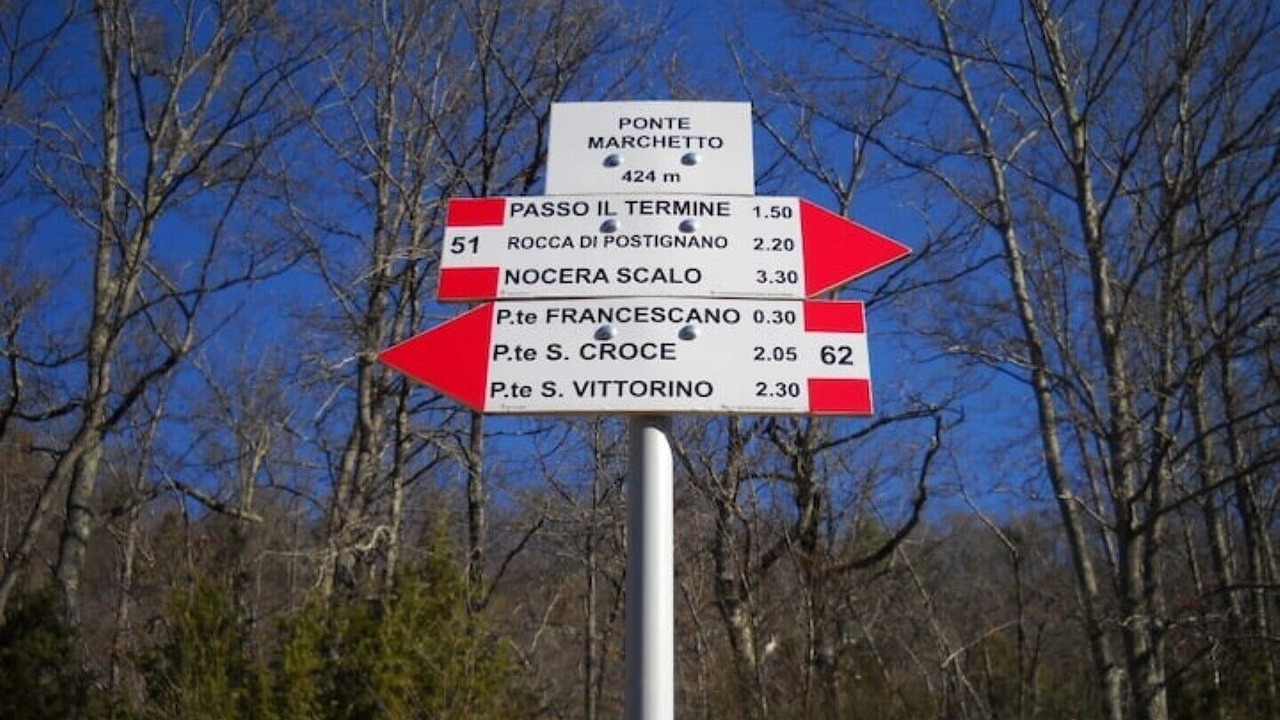 PONTE
MARCHETTO
424 m
PASSO IL TERMINE 1.50
51 ROCCA DI POSTIGNANO 2.20
NOCERA SCALO 3.30
P.te FRANCESCANO 0.30
P.te S. CROCE 2.05 62
P.te S. VITTORINO 2.30